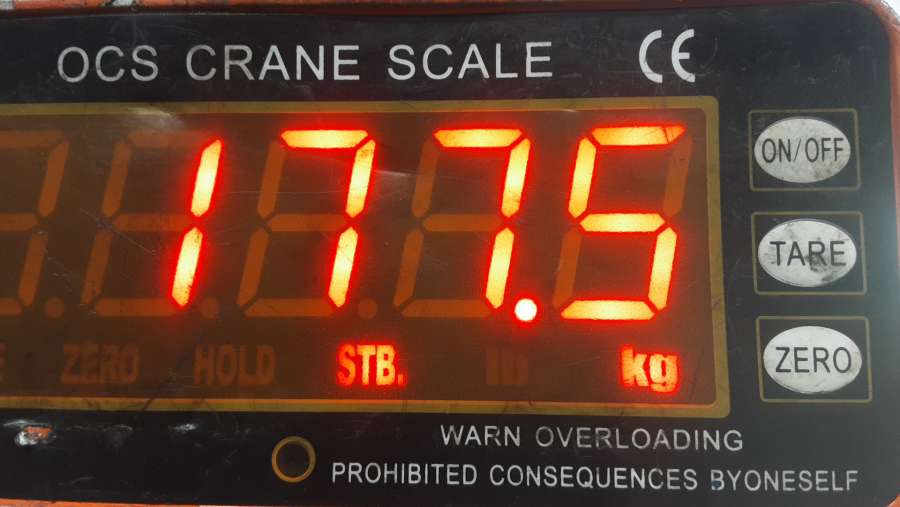 OCS CRANE SCALE CE
177.5
ON/OFF
TARE
ZERO HOLD STB. lb kg
ZERO
WARN OVERLOADING
PROHIBITED CONSEQUENCES BYONESELF